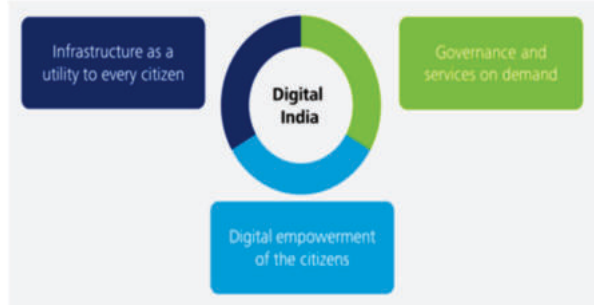 Infrastructure as a
utility to every citizen
Digital
India
Governance and
services on demand
Digital empowerment
of the citizens